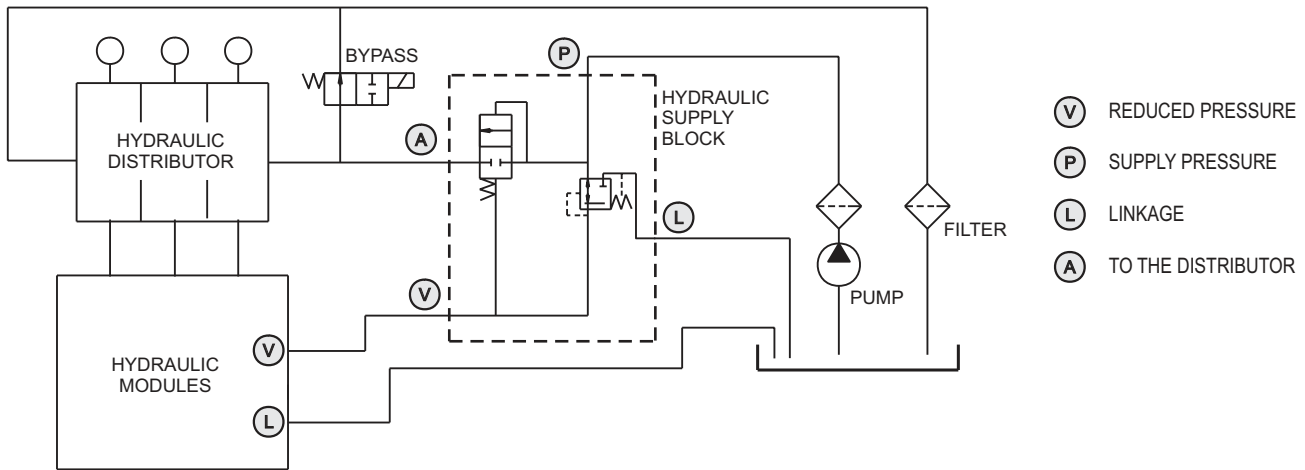 BYPASS
P
HYDRAULIC
SUPPLY
BLOCK
HYDRAULIC
DISTRIBUTOR
A
L
FILTER
PUMP
V
V
HYDRAULIC
MODULES
L
V REDUCED PRESSURE
P SUPPLY PRESSURE
L LINKAGE
A TO THE DISTRIBUTOR